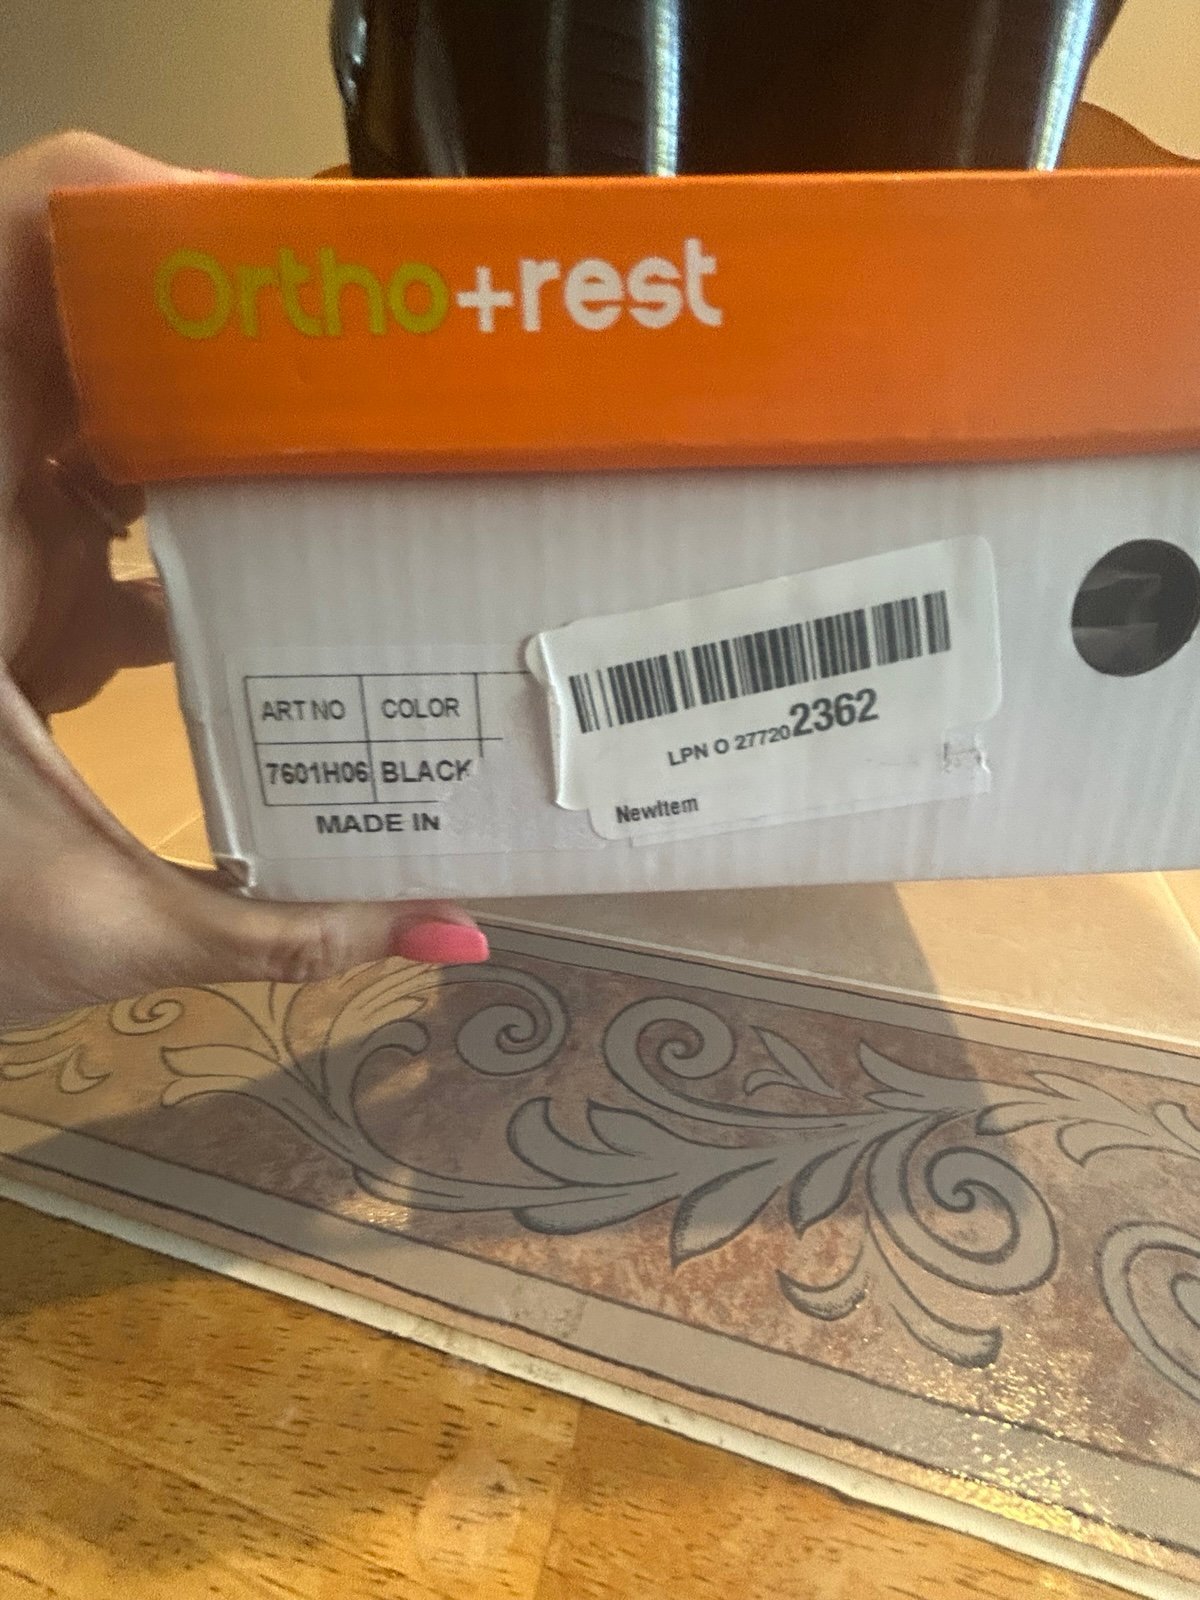 Ortho+rest
ART NO COLOR
7601H06 BLACK
MADE IN
LPN O 277202362
NewItem